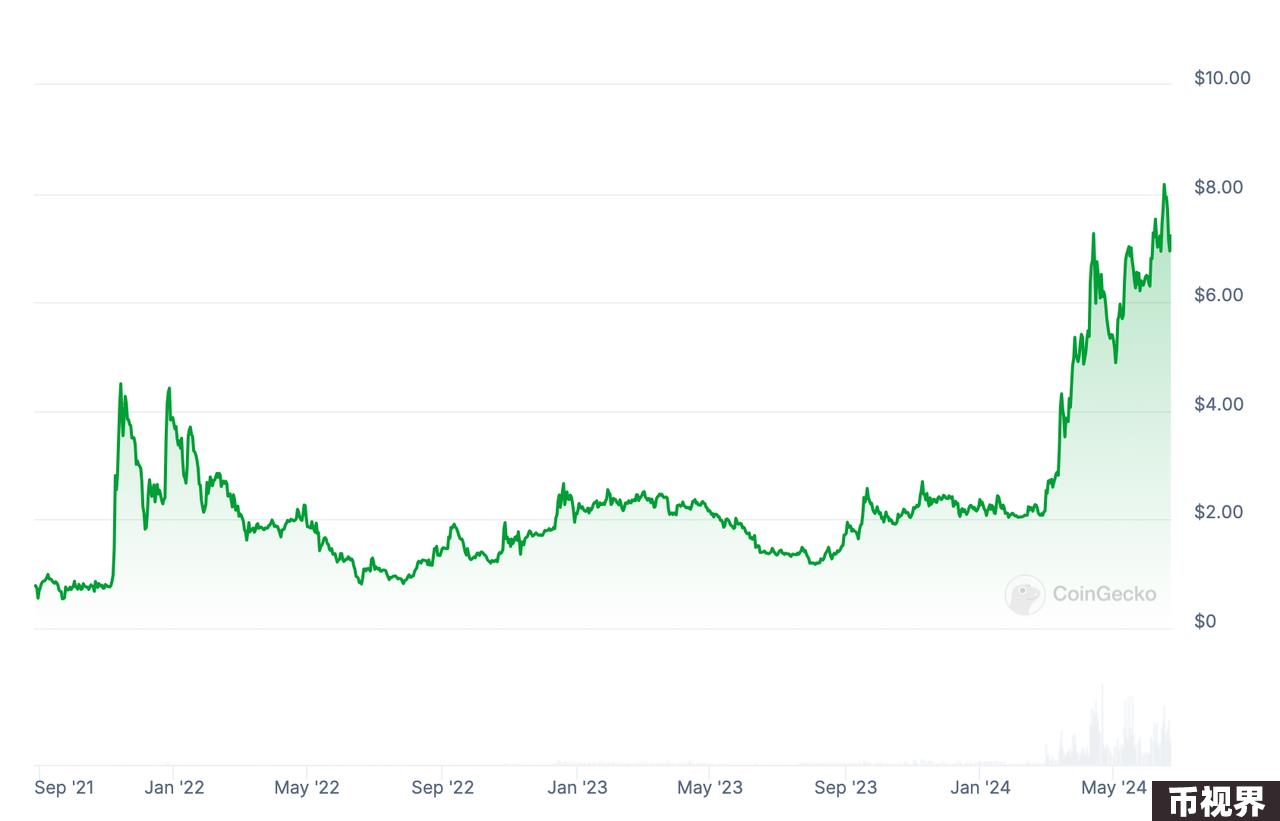 $10.00
$8.00
$6.00
$4.00
$2.00
CoinGecko
$0
Sep '21 Jan '22 May '22 Sep '22 Jan '23 May '23 Sep '23 Jan '24 May '24
币视界